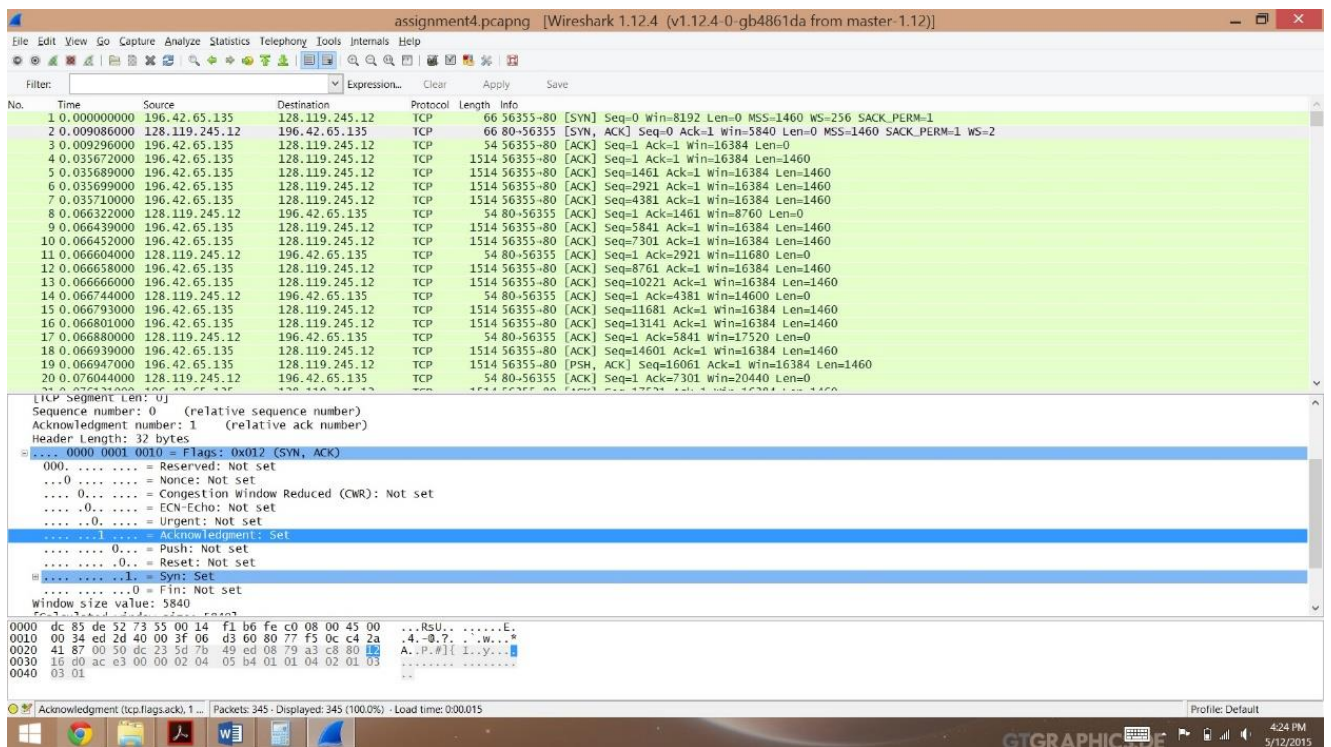 assignment4.pcapng [Wireshark 1.12.4 (v1.12.4-0-gb4861da from master-1.12)]
File Edit View Go Capture Analyze Statistics Telephony Tools Internals Help
Filter: Expression... Clear Apply Save
No. Time Source Destination Protocol Length Info
1 0.000000000 196.42.65.135 128.119.245.12 TCP 66 56355→80 [SYN] Seq=0 Win=8192 Len=0 MSS=1460 WS=256 SACK_PERM=1
2 0.009086000 128.119.245.12 196.42.65.135 TCP 66 80→56355 [SYN, ACK] Seq=0 Ack=1 Win=5840 Len=0 MSS=1460 SACK_PERM=1 WS=2
3 0.009296000 196.42.65.135 128.119.245.12 TCP 54 56355→80 [ACK] Seq=1 Ack=1 Win=16384 Len=0
4 0.035672000 196.42.65.135 128.119.245.12 TCP 1514 56355→80 [ACK] Seq=1 Ack=1 Win=16384 Len=1460
5 0.035689000 196.42.65.135 128.119.245.12 TCP 1514 56355→80 [ACK] Seq=1461 Ack=1 Win=16384 Len=1460
6 0.035699000 196.42.65.135 128.119.245.12 TCP 1514 56355→80 [ACK] Seq=2921 Ack=1 Win=16384 Len=1460
7 0.035710000 196.42.65.135 128.119.245.12 TCP 1514 56355→80 [ACK] Seq=4381 Ack=1 Win=16384 Len=1460
8 0.066322000 128.119.245.12 196.42.65.135 TCP 54 80→56355 [ACK] Seq=1 Ack=1461 Win=8760 Len=0
9 0.066439000 196.42.65.135 128.119.245.12 TCP 1514 56355→80 [ACK] Seq=5841 Ack=1 Win=16384 Len=1460
10 0.066452000 196.42.65.135 128.119.245.12 TCP 1514 56355→80 [ACK] Seq=7301 Ack=1 Win=16384 Len=1460
11 0.066604000 128.119.245.12 196.42.65.135 TCP 54 80→56355 [ACK] Seq=1 Ack=2921 Win=11680 Len=0
12 0.066658000 196.42.65.135 128.119.245.12 TCP 1514 56355→80 [ACK] Seq=8761 Ack=1 Win=16384 Len=1460
13 0.066666000 196.42.65.135 128.119.245.12 TCP 1514 56355→80 [ACK] Seq=10221 Ack=1 Win=16384 Len=1460
14 0.066744000 128.119.245.12 196.42.65.135 TCP 54 80→56355 [ACK] Seq=1 Ack=4381 Win=14600 Len=0
15 0.066793000 196.42.65.135 128.119.245.12 TCP 1514 56355→80 [ACK] Seq=11681 Ack=1 Win=16384 Len=1460
16 0.066801000 196.42.65.135 128.119.245.12 TCP 1514 56355→80 [ACK] Seq=13141 Ack=1 Win=16384 Len=1460
17 0.066880000 128.119.245.12 196.42.65.135 TCP 54 80→56355 [ACK] Seq=1 Ack=5841 Win=17520 Len=0
18 0.066939000 196.42.65.135 128.119.245.12 TCP 1514 56355→80 [ACK] Seq=14601 Ack=1 Win=16384 Len=1460
19 0.066947000 196.42.65.135 128.119.245.12 TCP 1514 56355→80 [PSH, ACK] Seq=16061 Ack=1 Win=16384 Len=1460
20 0.076044000 128.119.245.12 196.42.65.135 TCP 54 80→56355 [ACK] Seq=1 Ack=7301 Win=20440 Len=0
[TCP Segment Len: 0]
Sequence number: 0 (relative sequence number)
Acknowledgment number: 1 (relative ack number)
Header Length: 32 bytes
.... 0000 0001 0010 = Flags: 0x012 (SYN, ACK)
000. .... .... = Reserved: Not set
...0 .... .... = Nonce: Not set
.... 0... .... = Congestion Window Reduced (CWR): Not set
.... .0.. .... = ECN-Echo: Not set
.... ..0. .... = Urgent: Not set
.... ...1 .... = Acknowledgment: Set
.... .... 0... = Push: Not set
.... .... .0.. = Reset: Not set
.... .... ..1. = Syn: Set
.... .... ...0 = Fin: Not set
Window size value: 5840
0000 dc 85 de 52 73 55 00 14 f1 b6 fe c0 08 00 45 00 ...RsU.. ......E.
0010 00 34 ed 2d 40 00 3f 06 d3 60 80 77 f5 0c c4 2a .4.-@.?. .`.w...*
0020 41 87 00 50 dc 23 5d 7b 49 ed 08 79 a3 c8 80 12 A..P.#]{ I..y....
0030 16 d0 ac e3 00 00 02 04 05 b4 01 01 04 02 01 03 ........ ........
0040 03 01 ..
Acknowledgment (tcp.flags.ack), 1 ... Packets: 345 · Displayed: 345 (100.0%) · Load time: 0:00.015 Profile: Default
GTGRAPHICS.DE
4:24 PM
5/12/2015